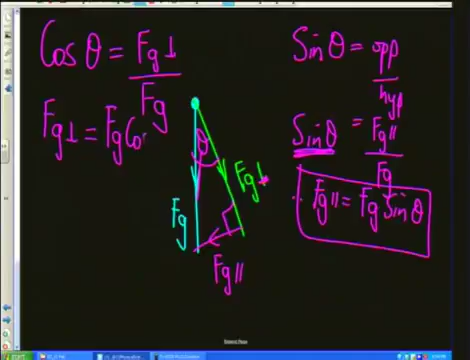 Cos θ = Fg⊥
Fg
Fg⊥ = Fg Co
Sin θ = opp
hyp
Sin θ = Fg//
Fg
∴ Fg// = Fg Sin θ
θ
Fg⊥
Fg
Fg//